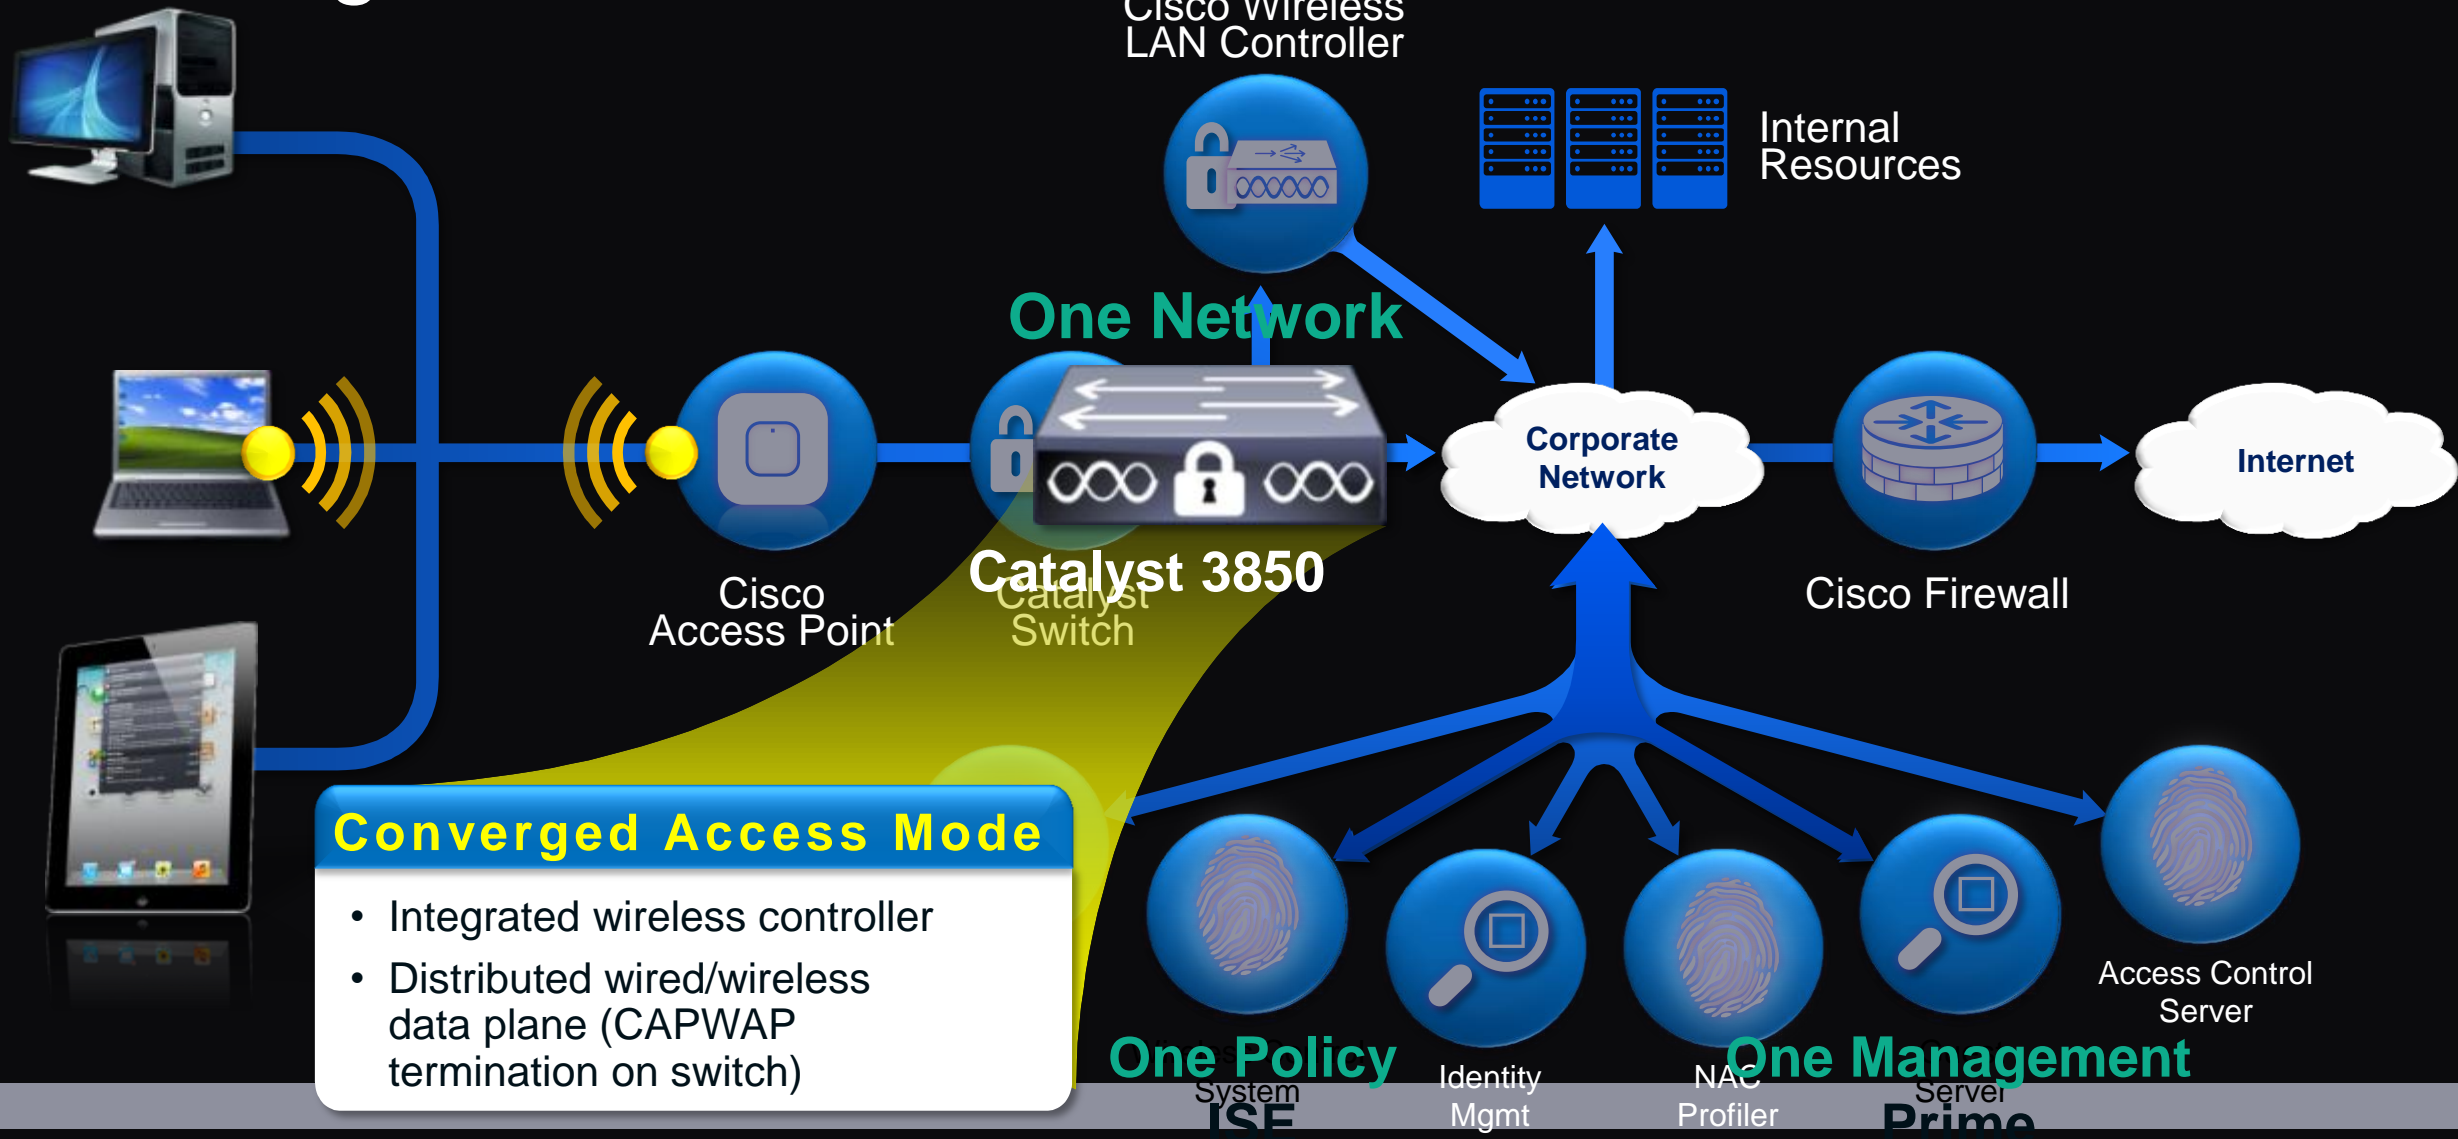 Cisco Wireless
LAN Controller
Internal
Resources
One Network
Corporate
Network
Internet
Catalyst 3850
Cisco
Access Point
Catalyst
Switch
Cisco Firewall
Converged Access Mode
• Integrated wireless controller
• Distributed wired/wireless
data plane (CAPWAP
termination on switch)
Access Control
Server
One Policy
System
ISE
Identity
Mgmt
NAC
Profiler
One Management
Server
Prime